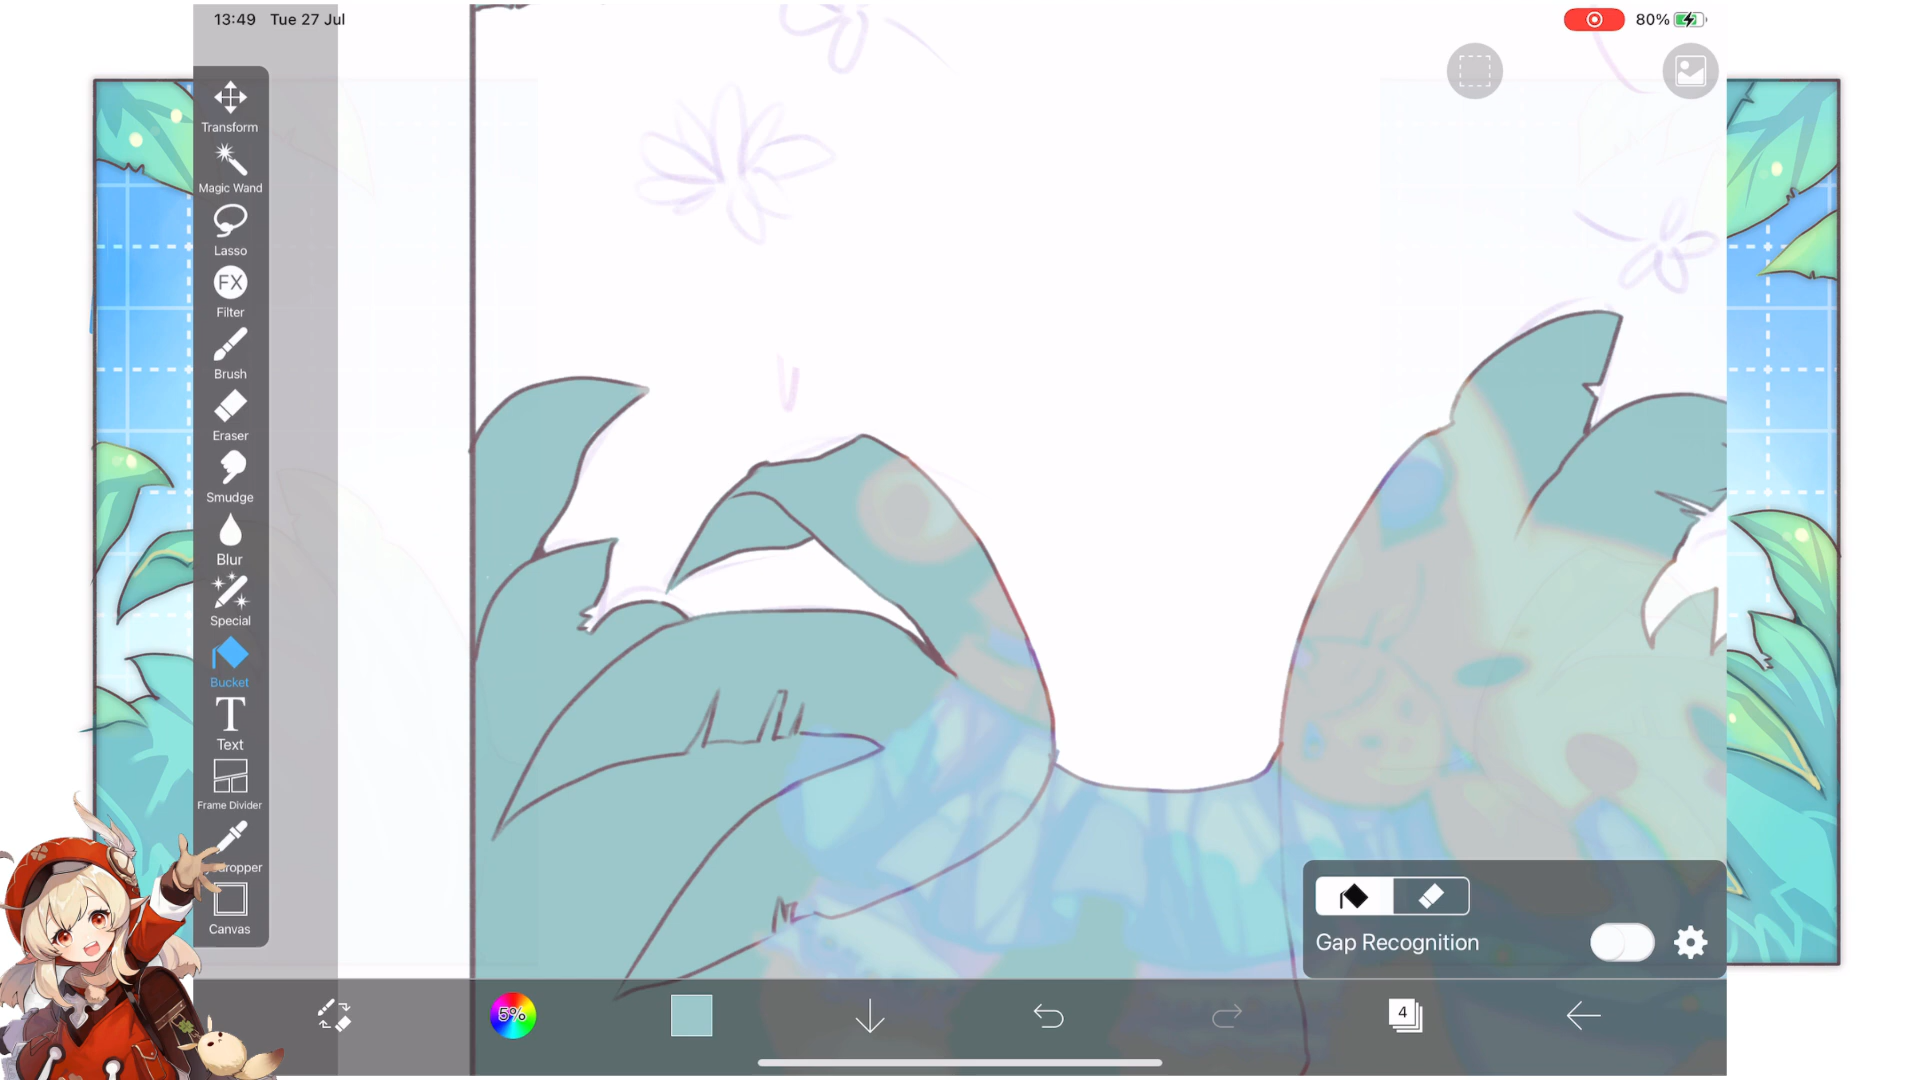 13:49 Tue 27 Jul
80%
Transform
Magic Wand
Lasso
FX
Filter
Brush
Eraser
Smudge
Blur
Special
Bucket
T
Text
Frame Divider
dropper
Canvas
Gap Recognition
5%
4